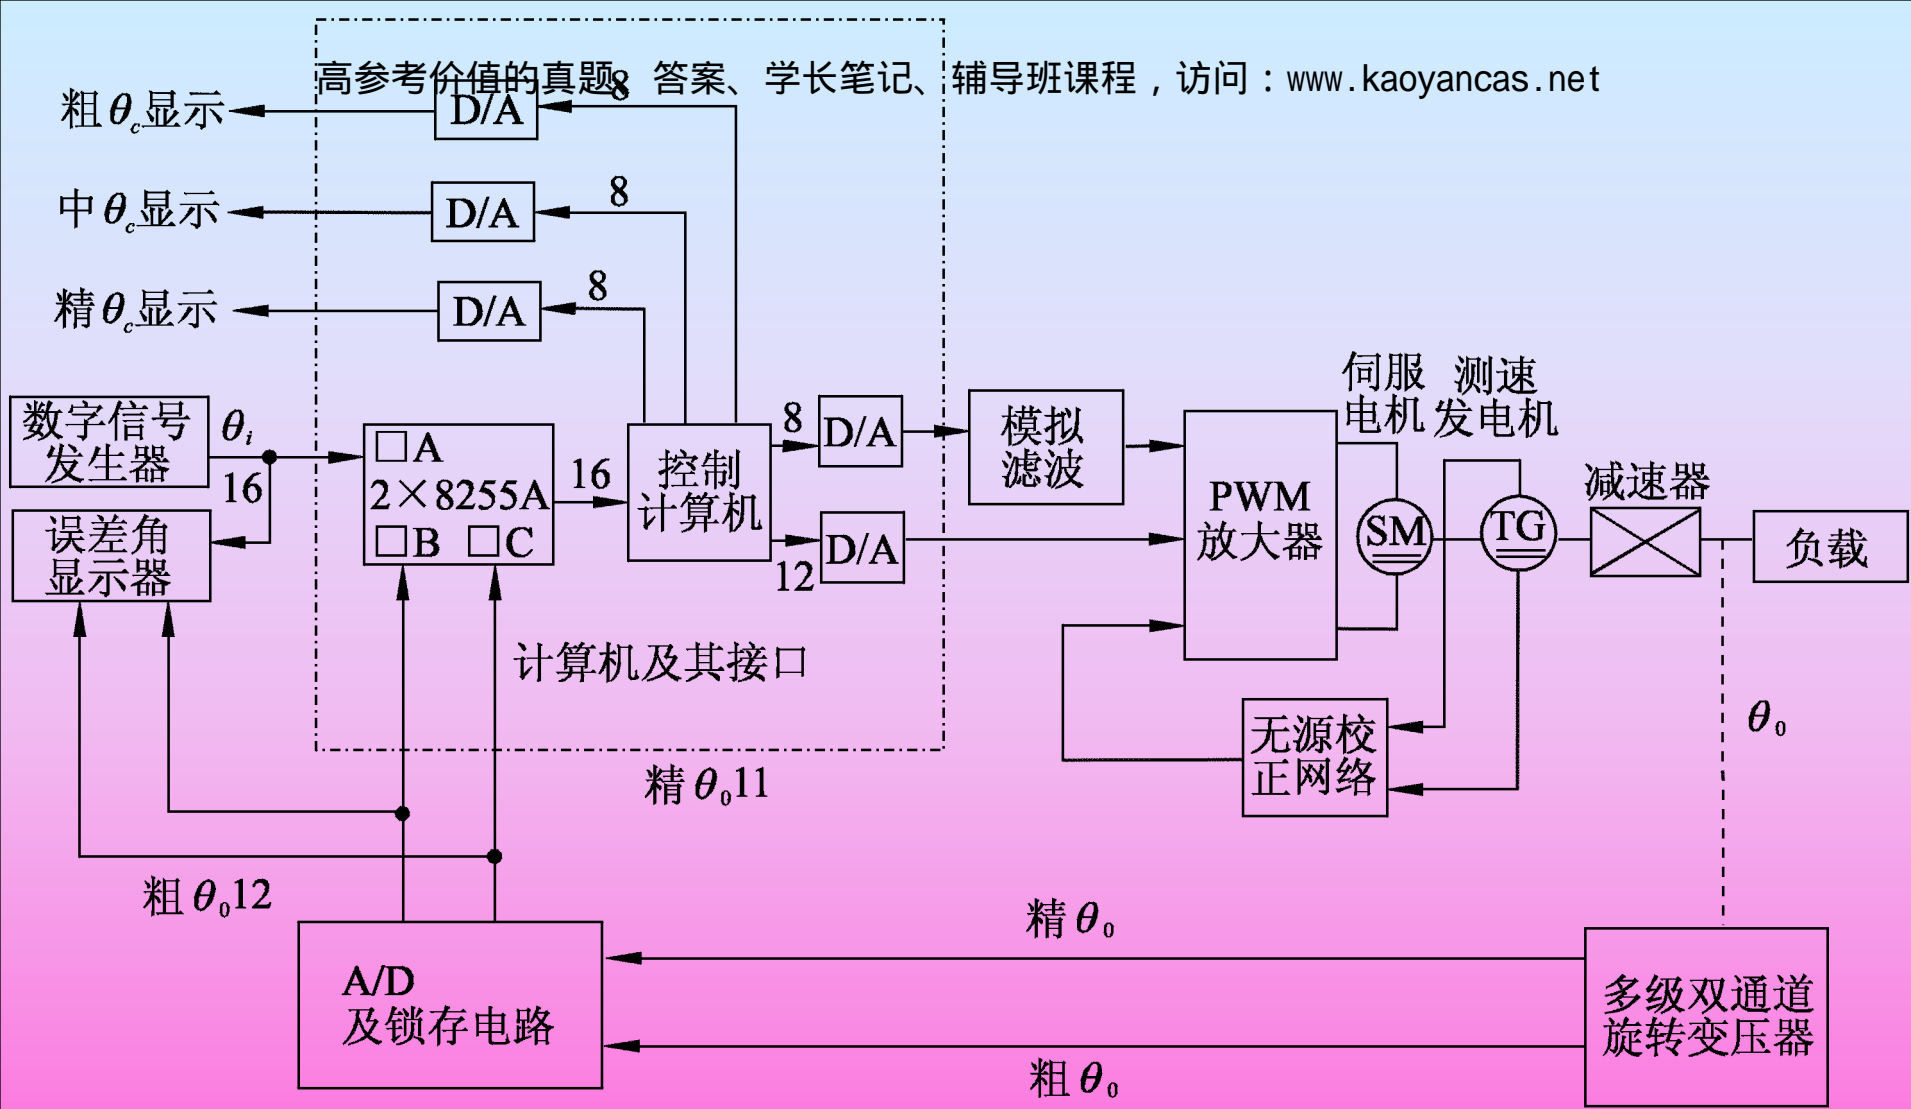 高参考价值的真题、答案、学长笔记、辅导班课程，访问：www.kaoyancas.net
粗θc显示
D/A
8
中θc显示
D/A
8
精θc显示
D/A
8
数字信号
发生器
θi
16
误差角
显示器
□A
2×8255A
□B □C
16
控制
计算机
8
D/A
12
D/A
模拟
滤波
PWM
放大器
伺服
电机
测速
发电机
SM
TG
减速器
负载
计算机及其接口
无源校
正网络
θ0
精θ011
粗θ012
A/D
及锁存电路
精θ0
粗θ0
多级双通道
旋转变压器